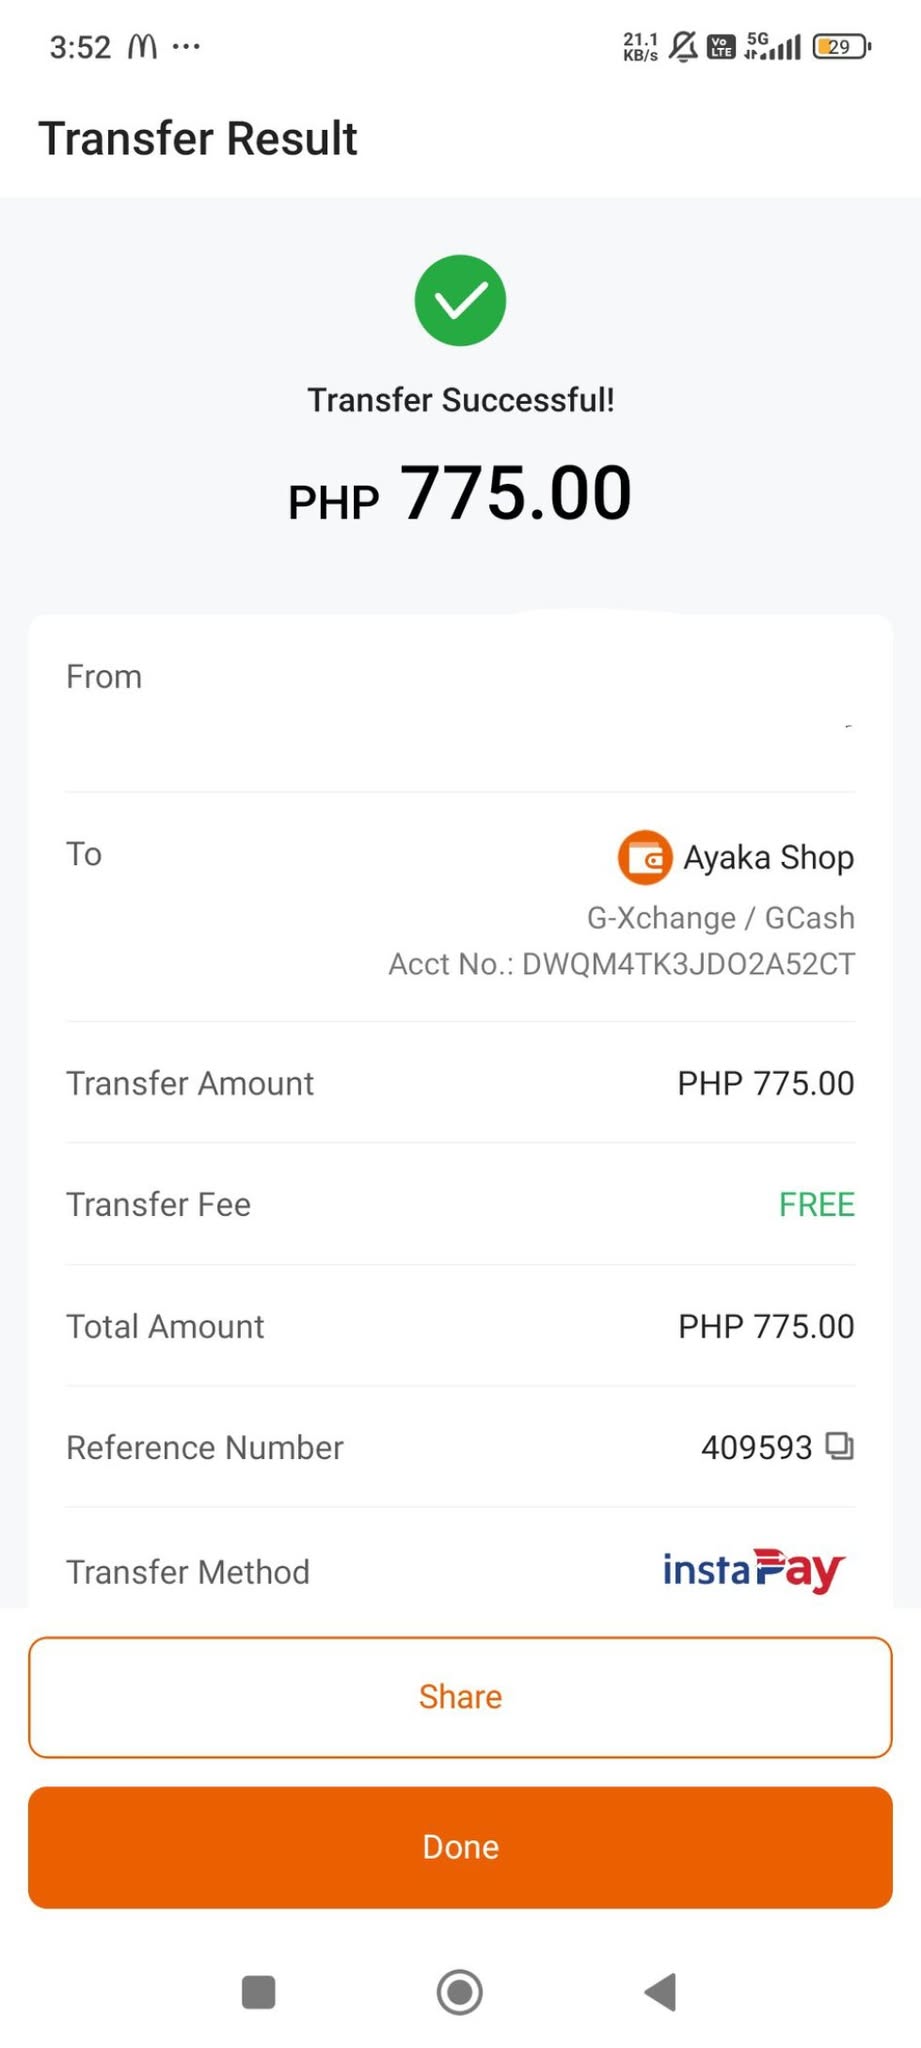 3:52 ··· 21.1 KB/s Vo LTE 5G 29
Transfer Result
Transfer Successful!
PHP 775.00
From
To Ayaka Shop
G-Xchange / GCash
Acct No.: DWQM4TK3JDO2A52CT
Transfer Amount PHP 775.00
Transfer Fee FREE
Total Amount PHP 775.00
Reference Number 409593
Transfer Method instaPay
Share
Done